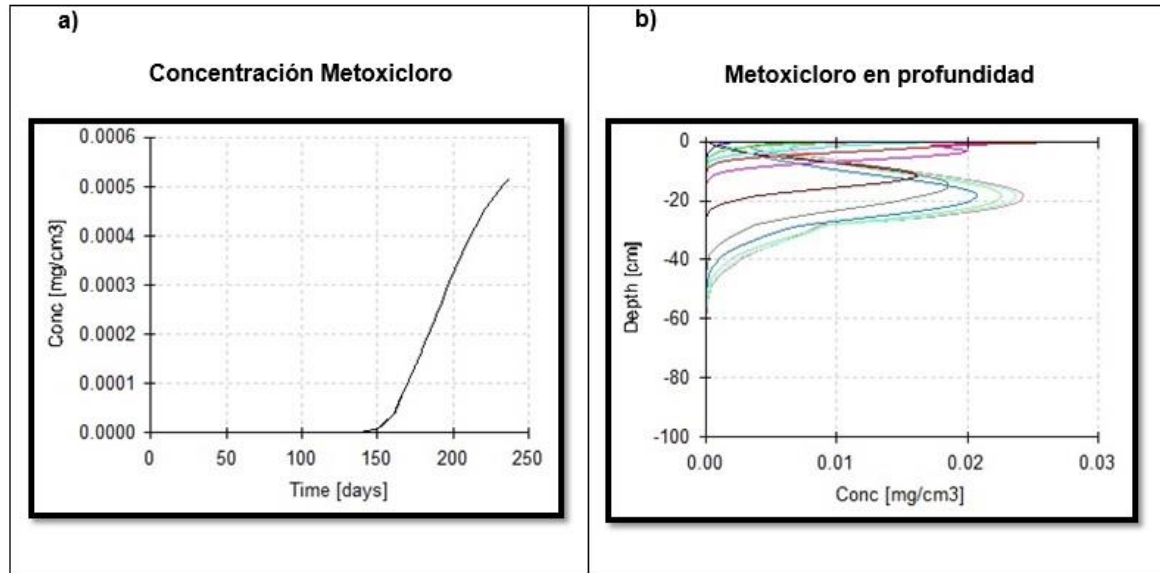 a)
Concentración Metoxicloro
0.0006
0.0005
0.0004
0.0003
0.0002
0.0001
0.0000
Conc [mg/cm3]
0 50 100 150 200 250
Time [days]
b)
Metoxicloro en profundidad
0
-20
-40
-60
-80
-100
Depth [cm]
0.00 0.01 0.02 0.03
Conc [mg/cm3]